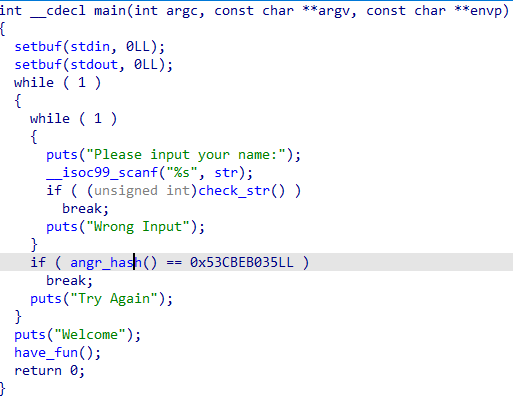 int __cdecl main(int argc, const char **argv, const char **envp)
{
  setbuf(stdin, 0LL);
  setbuf(stdout, 0LL);
  while ( 1 )
  {
    while ( 1 )
    {
      puts("Please input your name:");
      __isoc99_scanf("%s", str);
      if ( (unsigned int)check_str() )
        break;
      puts("Wrong Input");
    }
    if ( angr_hash() == 0x53CBEB035LL )
      break;
    puts("Try Again");
  }
  puts("Welcome");
  have_fun();
  return 0;
}